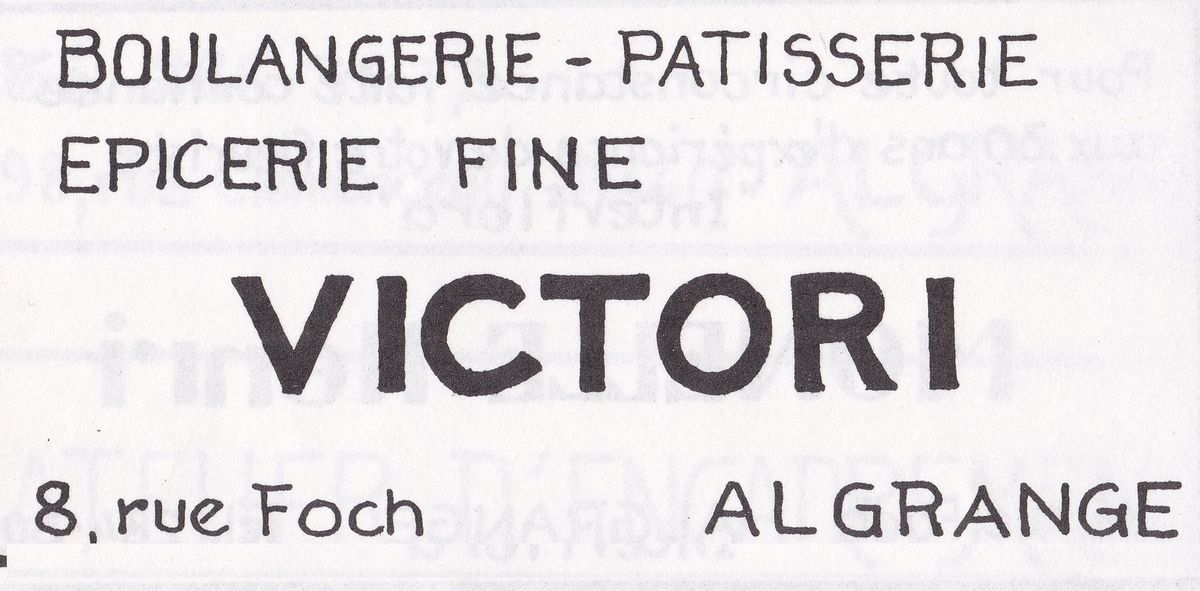 BOULANGERIE - PATISSERIE
EPICERIE FINE
VICTORI
8, rue Foch ALGRANGE